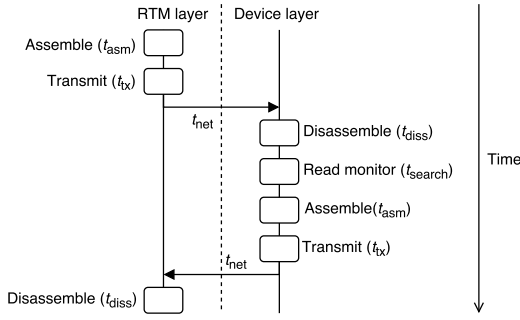 RTM layer Device layer
Assemble (tasm)
Transmit (ttx)
tnet
Disassemble (tdiss)
Read monitor (tsearch)
Time
Assemble(tasm)
Transmit (ttx)
tnet
Disassemble (tdiss)